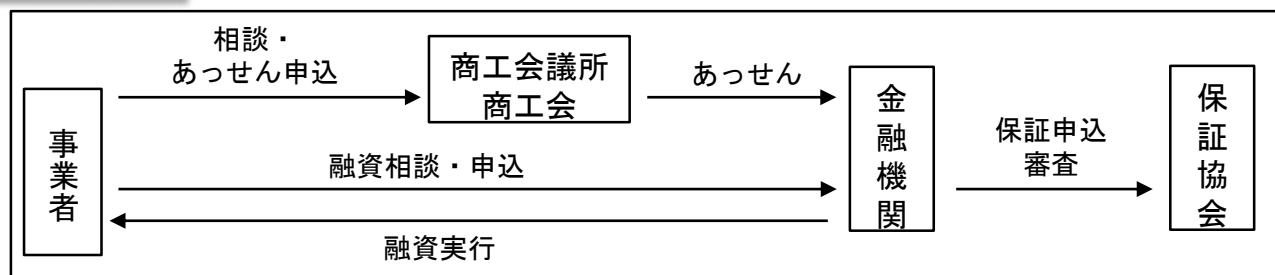 相談・
あっせん申込
商工会議所
商工会
あっせん
事業者
融資相談・申込
融資実行
金融機関
保証申込
審査
保証協会